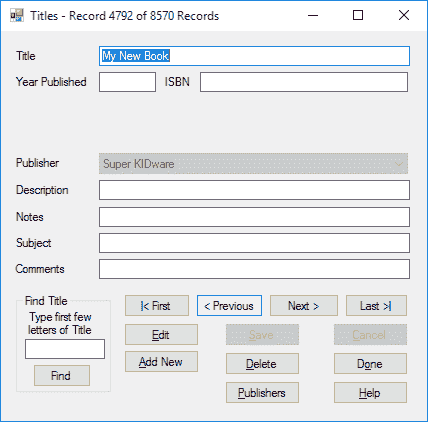 Titles - Record 4792 of 8570 Records
Title My New Book
Year Published ISBN
Publisher Super KIDware
Description
Notes
Subject
Comments
Find Title
Type first few
letters of Title
Find
|< First < Previous Next > Last >|
Edit Save Cancel
Add New Delete Done
Publishers Help